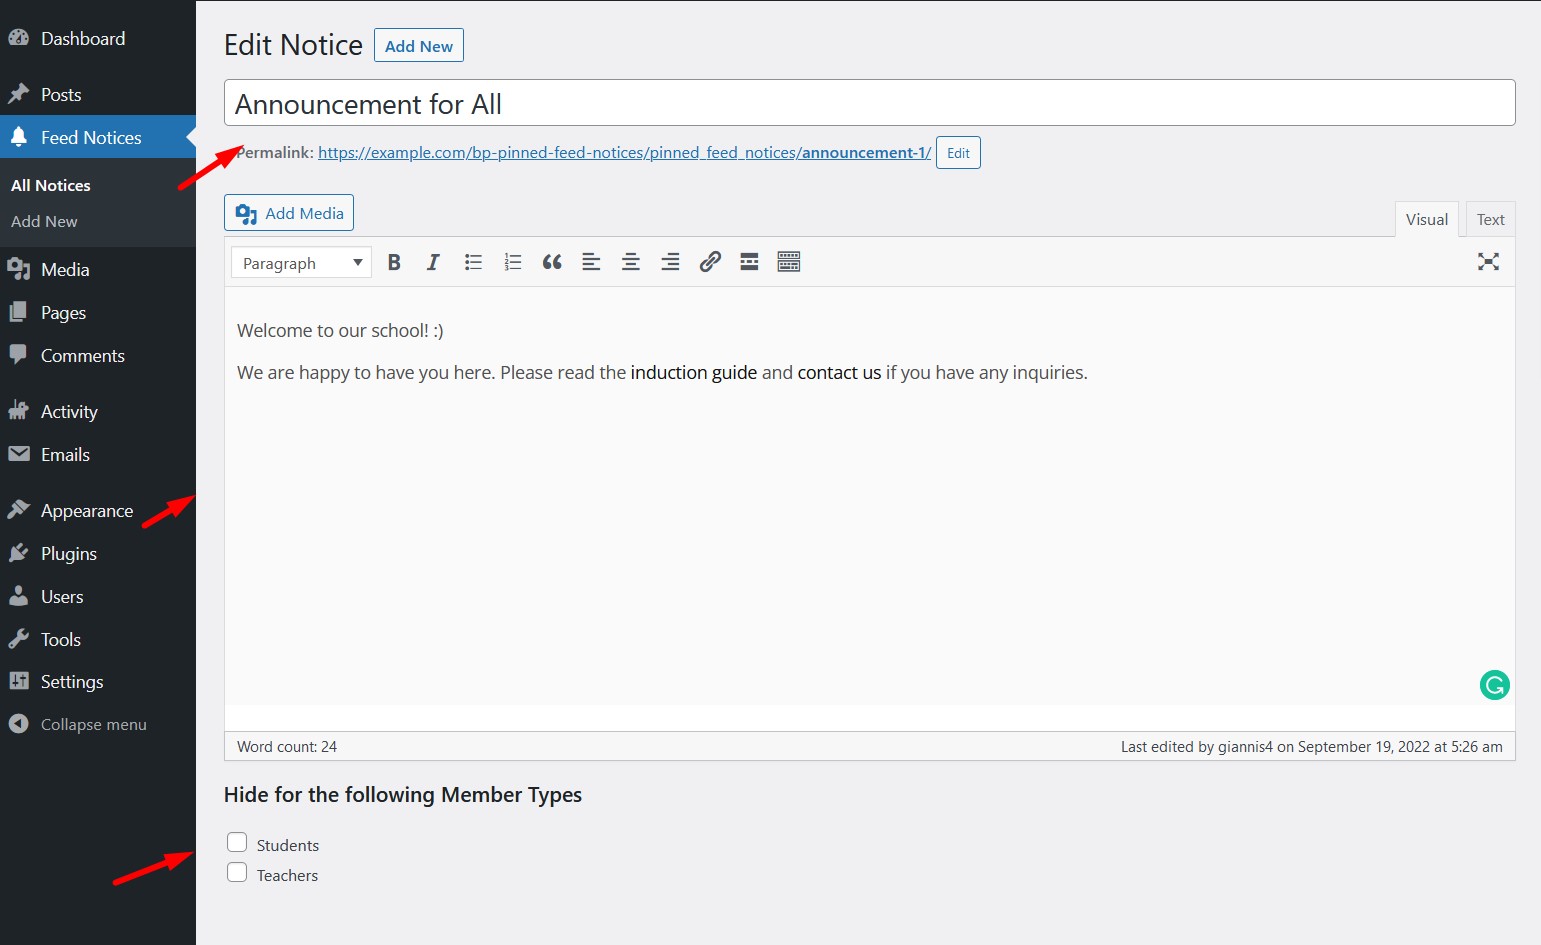 Dashboard
Posts
Feed Notices
All Notices
Add New
Media
Pages
Comments
Activity
Emails
Appearance
Plugins
Users
Tools
Settings
Collapse menu
Edit Notice Add New
Announcement for All
Permalink: https://example.com/bp-pinned-feed-notices/pinned_feed_notices/announcement-1/ Edit
Add Media
Visual Text
Paragraph
Welcome to our school! :)
We are happy to have you here. Please read the induction guide and contact us if you have any inquiries.
Word count: 24 Last edited by giannis4 on September 19, 2022 at 5:26 am
Hide for the following Member Types
Students
Teachers